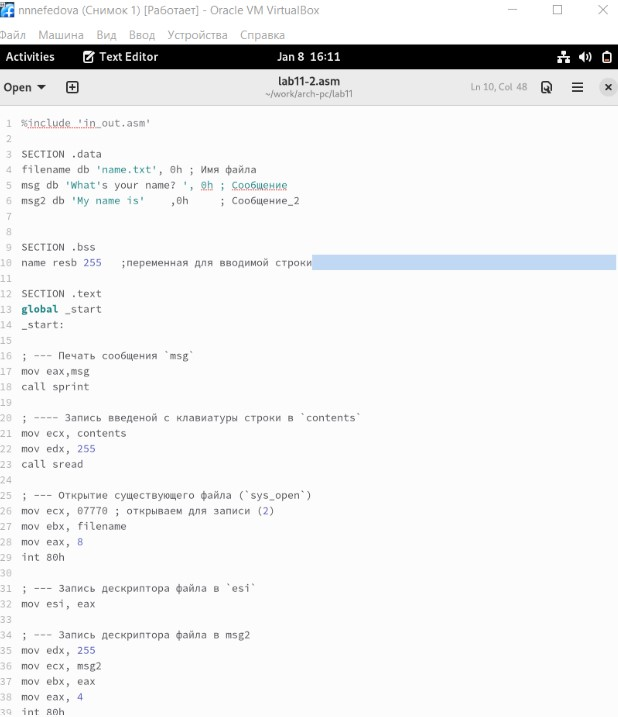 nnnefedova (Снимок 1) [Работает] - Oracle VM VirtualBox
Файл Машина Вид Ввод Устройства Справка
Activities Text Editor Jan 8 16:11
Open lab11-2.asm Ln 10, Col 48
~/work/arch-pc/lab11
1 %include 'in_out.asm'
2
3 SECTION .data
4 filename db 'name.txt', 0h ; Имя файла
5 msg db 'What's your name? ', 0h ; Сообщение
6 msg2 db 'My name is' ,0h ; Сообщение_2
7
8
9 SECTION .bss
10 name resb 255 ;переменная для вводимой строки
11
12 SECTION .text
13 global _start
14 _start:
15
16 ; --- Печать сообщения `msg`
17 mov eax,msg
18 call sprint
19
20 ; ---- Запись введеной с клавиатуры строки в `contents`
21 mov ecx, contents
22 mov edx, 255
23 call sread
24
25 ; --- Открытие существующего файла (`sys_open`)
26 mov ecx, 07770 ; открываем для записи (2)
27 mov ebx, filename
28 mov eax, 8
29 int 80h
30
31 ; --- Запись дескриптора файла в `esi`
32 mov esi, eax
33
34 ; --- Запись дескриптора файла в msg2
35 mov edx, 255
36 mov ecx, msg2
37 mov ebx, eax
38 mov eax, 4
39 int 80h